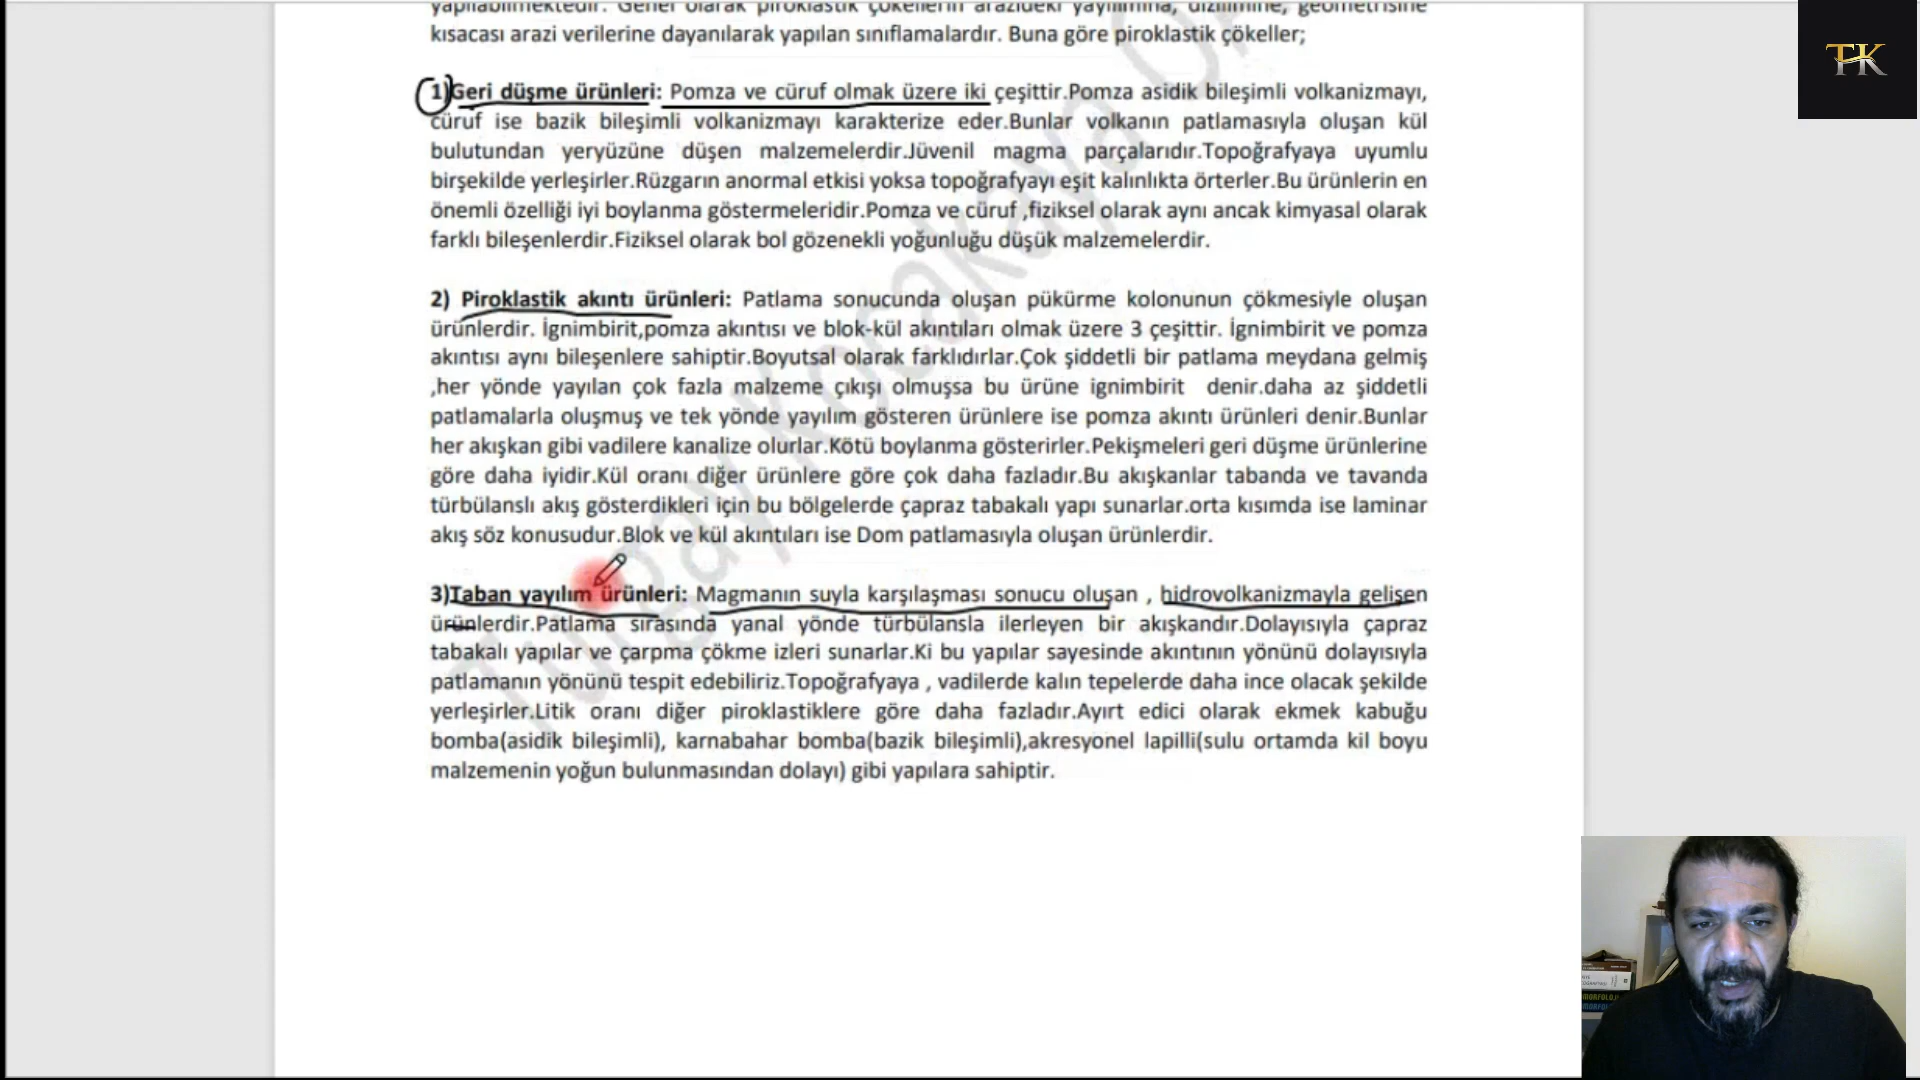 yapılabilmektedir. Genel olarak piroklastik çökellerin arazideki yayılımına, dizilimine, geometrisine
kısacası arazi verilerine dayanılarak yapılan sınıflamalardır. Buna göre piroklastik çökeller;
1)Geri düşme ürünleri: Pomza ve cüruf olmak üzere iki çeşittir.Pomza asidik bileşimli volkanizmayı,
cüruf ise bazik bileşimli volkanizmayı karakterize eder.Bunlar volkanın patlamasıyla oluşan kül
bulutundan yeryüzüne düşen malzemelerdir.Jüvenil magma parçalarıdır.Topoğrafyaya uyumlu
birşekilde yerleşirler.Rüzgarın anormal etkisi yoksa topoğrafyayı eşit kalınlıkta örterler.Bu ürünlerin en
önemli özelliği iyi boylanma göstermeleridir.Pomza ve cüruf ,fiziksel olarak aynı ancak kimyasal olarak
farklı bileşenlerdir.Fiziksel olarak bol gözenekli yoğunluğu düşük malzemelerdir.
2) Piroklastik akıntı ürünleri: Patlama sonucunda oluşan pükürme kolonunun çökmesiyle oluşan
ürünlerdir. İgnimbirit,pomza akıntısı ve blok-kül akıntıları olmak üzere 3 çeşittir. İgnimbirit ve pomza
akıntısı aynı bileşenlere sahiptir.Boyutsal olarak farklıdırlar.Çok şiddetli bir patlama meydana gelmiş
,her yönde yayılan çok fazla malzeme çıkışı olmuşsa bu ürüne ignimbirit denir.daha az şiddetli
patlamalarla oluşmuş ve tek yönde yayılım gösteren ürünlere ise pomza akıntı ürünleri denir.Bunlar
her akışkan gibi vadilere kanalize olurlar.Kötü boylanma gösterirler.Pekişmeleri geri düşme ürünlerine
göre daha iyidir.Kül oranı diğer ürünlere göre çok daha fazladır.Bu akışkanlar tabanda ve tavanda
türbülanslı akış gösterdikleri için bu bölgelerde çapraz tabakalı yapı sunarlar.orta kısımda ise laminar
akış söz konusudur.Blok ve kül akıntıları ise Dom patlamasıyla oluşan ürünlerdir.
3)Taban yayılım ürünleri: Magmanın suyla karşılaşması sonucu oluşan , hidrovolkanizmayla gelişen
ürünlerdir.Patlama sırasında yanal yönde türbülansla ilerleyen bir akışkandır.Dolayısıyla çapraz
tabakalı yapılar ve çarpma çökme izleri sunarlar.Ki bu yapılar sayesinde akıntının yönünü dolayısıyla
patlamanın yönünü tespit edebiliriz.Topoğrafyaya , vadilerde kalın tepelerde daha ince olacak şekilde
yerleşirler.Litik oranı diğer piroklastiklere göre daha fazladır.Ayırt edici olarak ekmek kabuğu
bomba(asidik bileşimli), karnabahar bomba(bazik bileşimli),akresyonel lapilli(sulu ortamda kil boyu
malzemenin yoğun bulunmasından dolayı) gibi yapılara sahiptir.
Tungay Kocakaya
TK